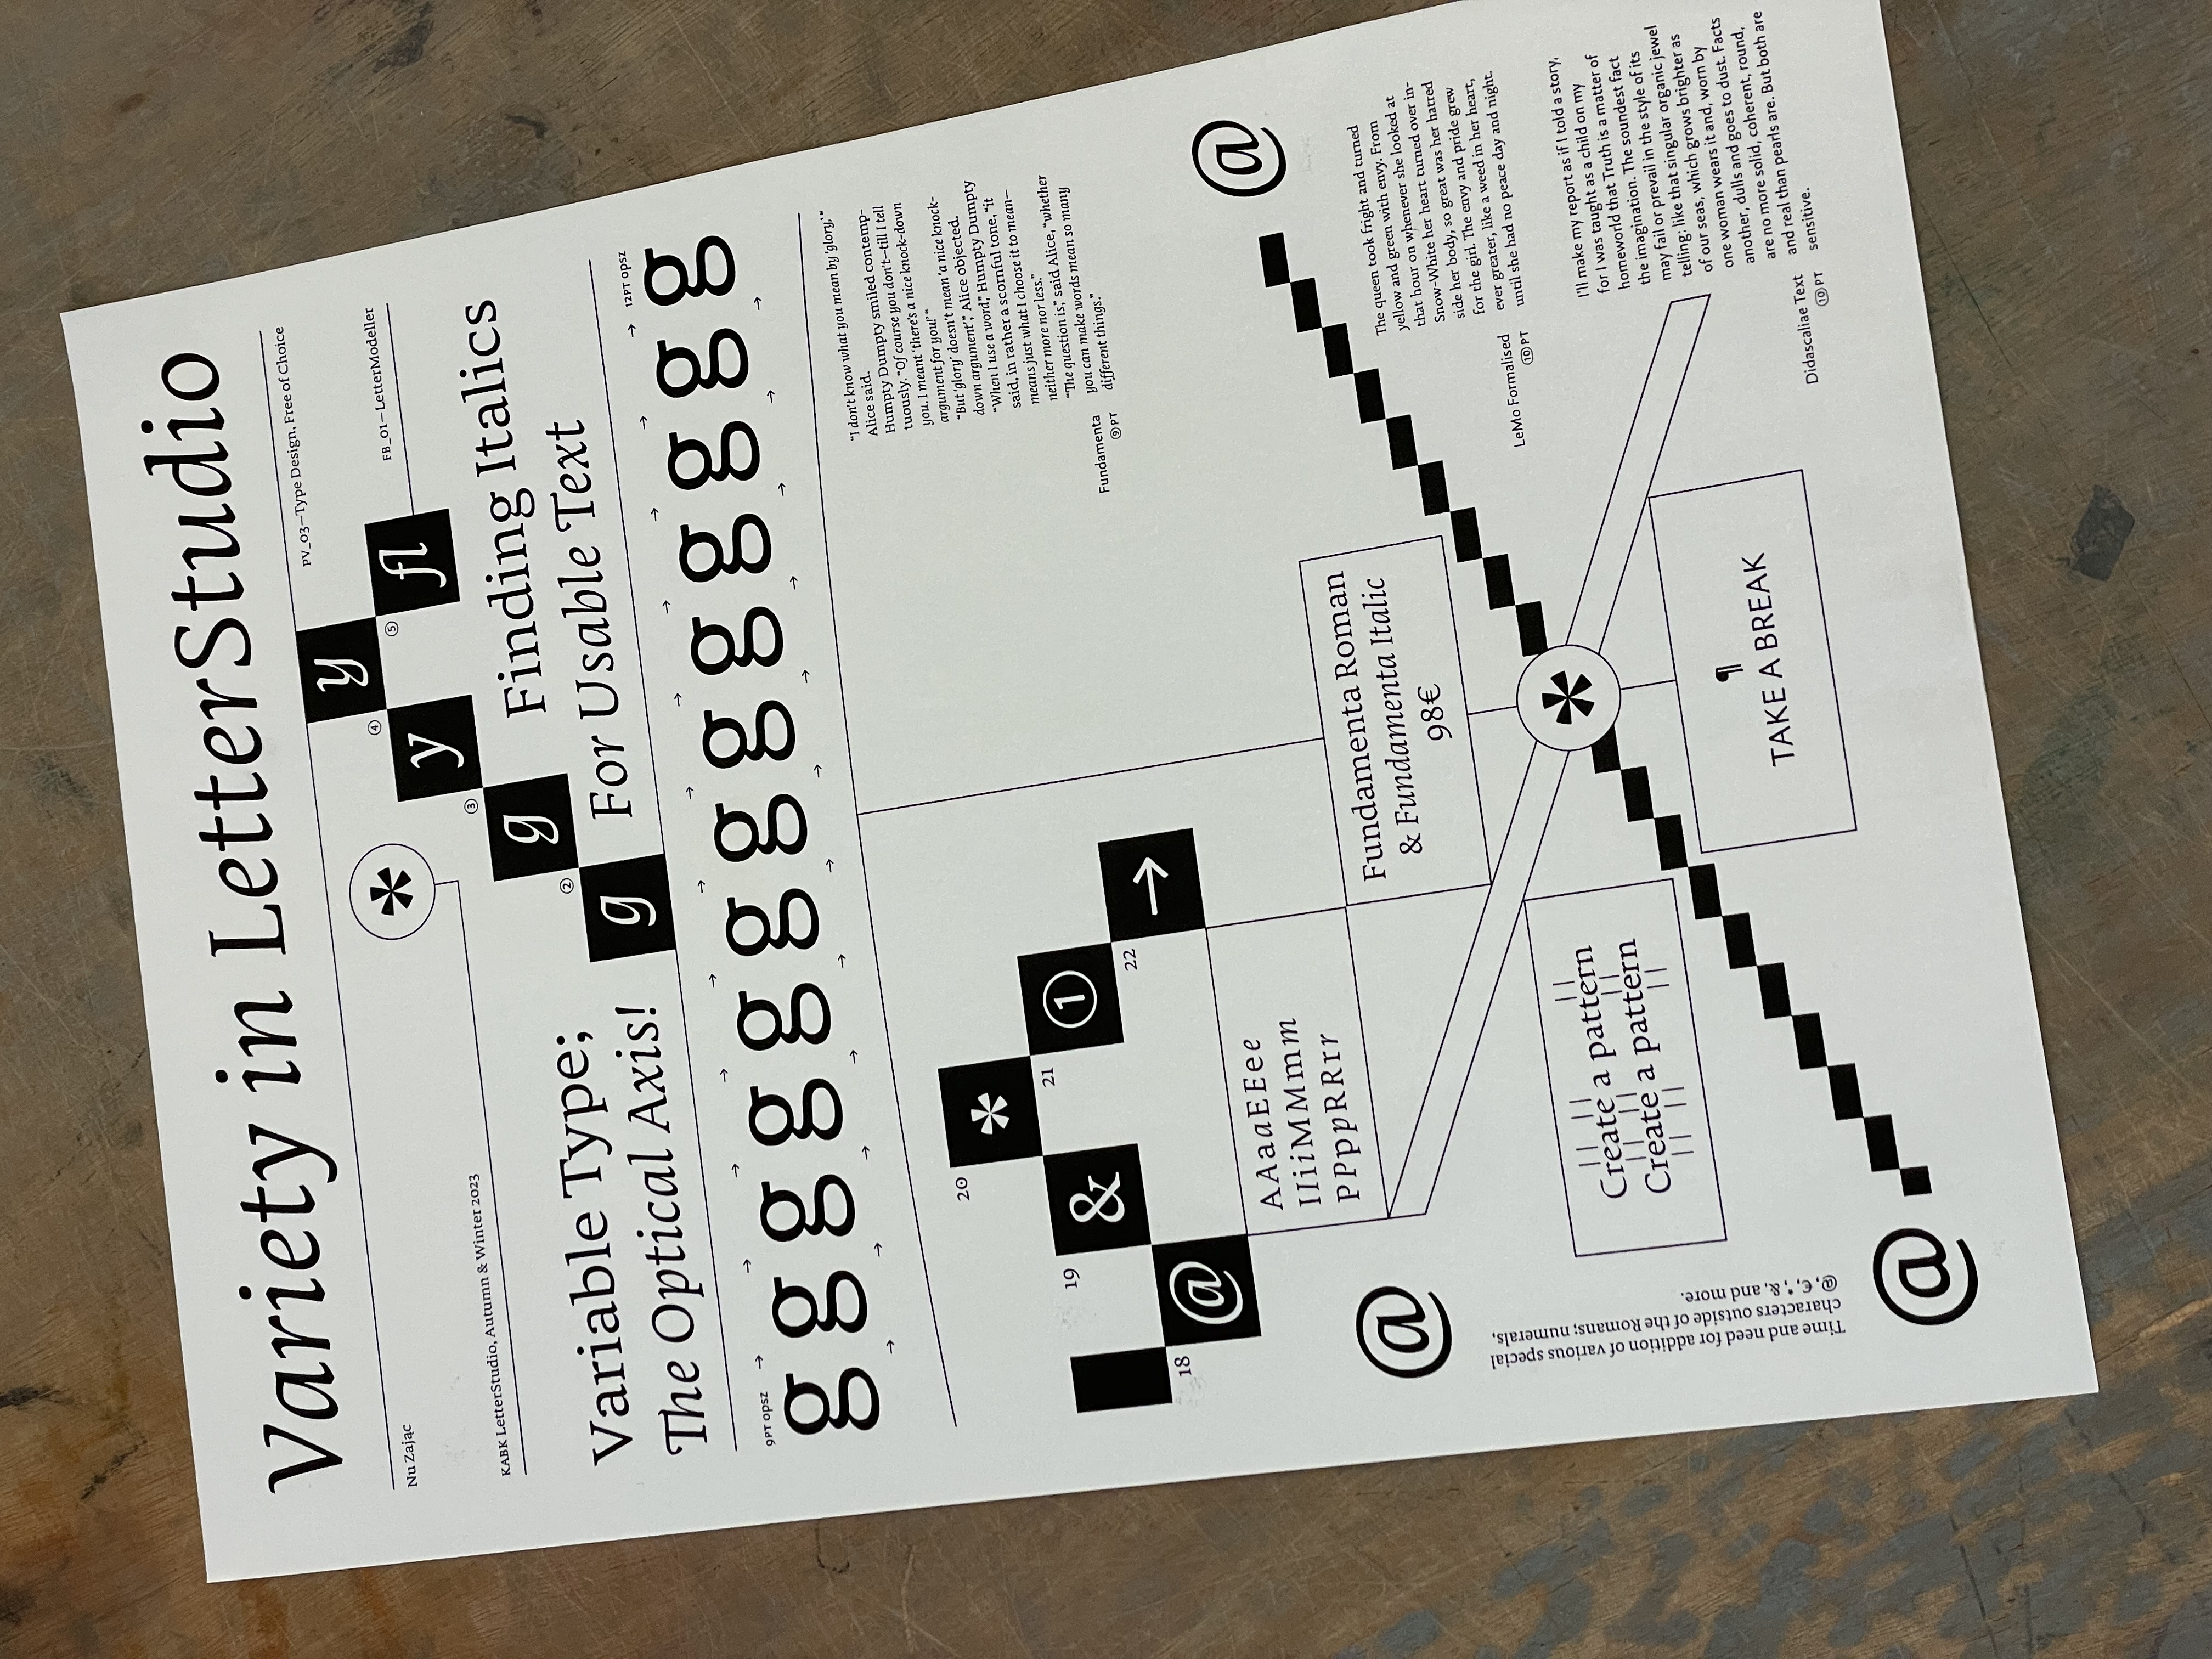 Variety in LetterStudio
Nu Zając
PV_03—Type Design, Free of Choice
KABK LetterStudio, Autumn & Winter 2023
FB_01—LetterModeller
*
④ y
⑤ fl
③ y
② g
g
Variable Type;
The Optical Axis!
Finding Italics
For Usable Text
9PT opsz →
→ 12PT opsz
→ → → → → → → → → →
g g g g g g g g g g g g g
→ → → → → → → → → → → →
“I don’t know what you mean by ‘glory,’ “
Alice said.
Humpty Dumpty smiled contemp-
tuously. “Of course you don’t—till I tell
you. I meant ‘there’s a nice knock-down
argument for you!’ “
“But ‘glory’ doesn’t mean ‘a nice knock-
down argument’,” Alice objected.
“When I use a word,” Humpty Dumpty
said, in rather a scornful tone, “it
means just what I choose it to mean—
neither more nor less.”
“The question is,” said Alice, “whether
you can make words mean so many
different things.”
Fundamenta
⑨ PT
20 *
19 &
21 ①
18 @
22 →
AAaaEEee
IIiiMMmm
PPppRRrr
Fundamenta Roman
& Fundamenta Italic
98€
@
@
Time and need for addition of various special
characters outside of the Romans; numerals,
@, €, *, &, and more.
Create a pattern
Create a pattern
*
¶
TAKE A BREAK
The queen took fright and turned
yellow and green with envy. From
that hour on whenever she looked at
Snow-White her heart turned over in-
side her body, so great was her hatred
for the girl. The envy and pride grew
ever greater, like a weed in her heart,
until she had no peace day and night.
LeMo Formalised
⑩ PT
I’ll make my report as if I told a story,
for I was taught as a child on my
homeworld that Truth is a matter of
the imagination. The soundest fact
may fail or prevail in the style of its
telling: like that singular organic jewel
of our seas, which grows brighter as
one woman wears it and, worn by
another, dulls and goes to dust. Facts
are no more solid, coherent, round,
and real than pearls are. But both are
sensitive.
Didascaliae Text
⑩ PT
@